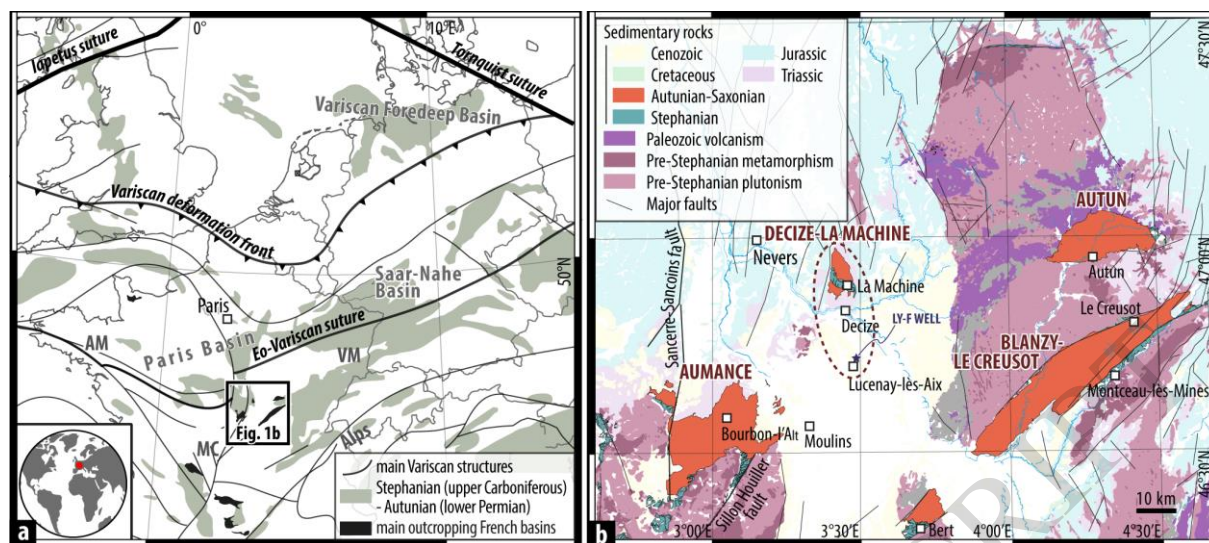 0°
10°E
Iapetus suture
Tornquist suture
Variscan Foredeep Basin
Variscan deformation front
50°N
Saar-Nahe
Basin
Paris
Eo-Variscan suture
AM
Paris Basin
VM
Fig. 1b
MC
Alps
main Variscan structures
Stephanian (upper Carboniferous)
- Autunian (lower Permian)
main outcropping French basins
a
Sedimentary rocks
Cenozoic
Jurassic
Cretaceous
Triassic
Autunian-Saxonian
Stephanian
Paleozoic volcanism
Pre-Stephanian metamorphism
Pre-Stephanian plutonism
Major faults
47°30'N
AUTUN
DECIZE-LA MACHINE
Nevers
Sancerre-Sancoins fault
Autun
47°00'N
La Machine
Le Creusot
Decize
LY-F WELL
BLANZY-
LE CREUSOT
AUMANCE
Lucenay-lès-Aix
Montceau-lès-Mines
Bourbon-l'Alt
Moulins
Sillon Houiller
fault
46°30'N
10 km
Bert
3°00'E
3°30'E
4°00'E
4°30'E
b